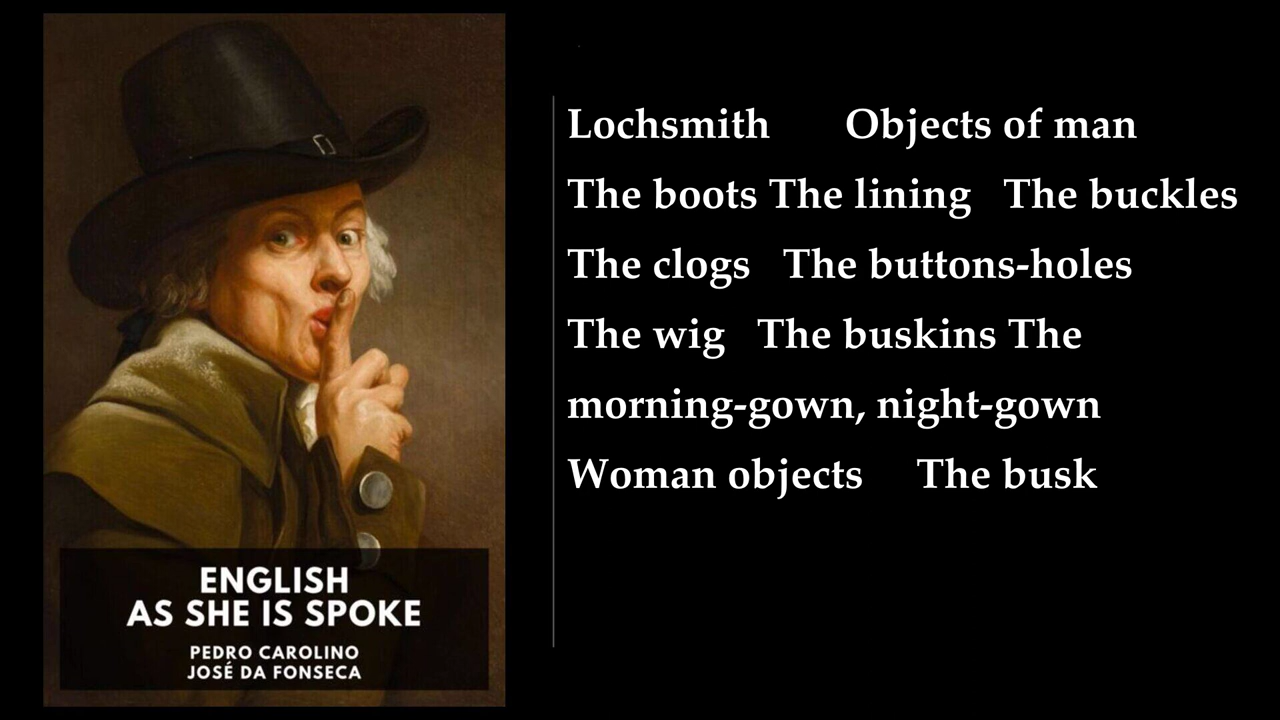 Lochsmith Objects of man
The boots The lining The buckles
The clogs The buttons-holes
The wig The buskins The
morning-gown, night-gown
Woman objects The busk
ENGLISH
AS SHE IS SPOKE
PEDRO CAROLINO
JOSÉ DA FONSECA